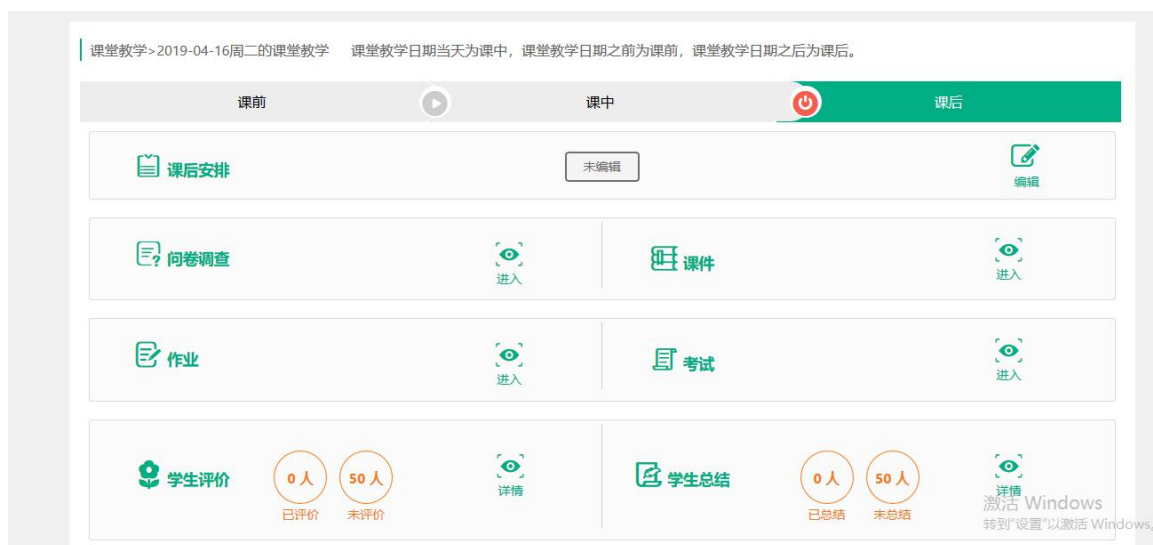 课堂教学>2019-04-16周二的课堂教学 课堂教学日期当天为课中，课堂教学日期之前为课前，课堂教学日期之后为课后。
课前 课中 课后
课后安排 未编辑 编辑
问卷调查 进入 课件 进入
作业 进入 考试 进入
学生评价 0人 50人 详情 学生总结 0人 50人 详情
已评价 未评价 已总结 未总结
激活 Windows
转到"设置"以激活 Windows。